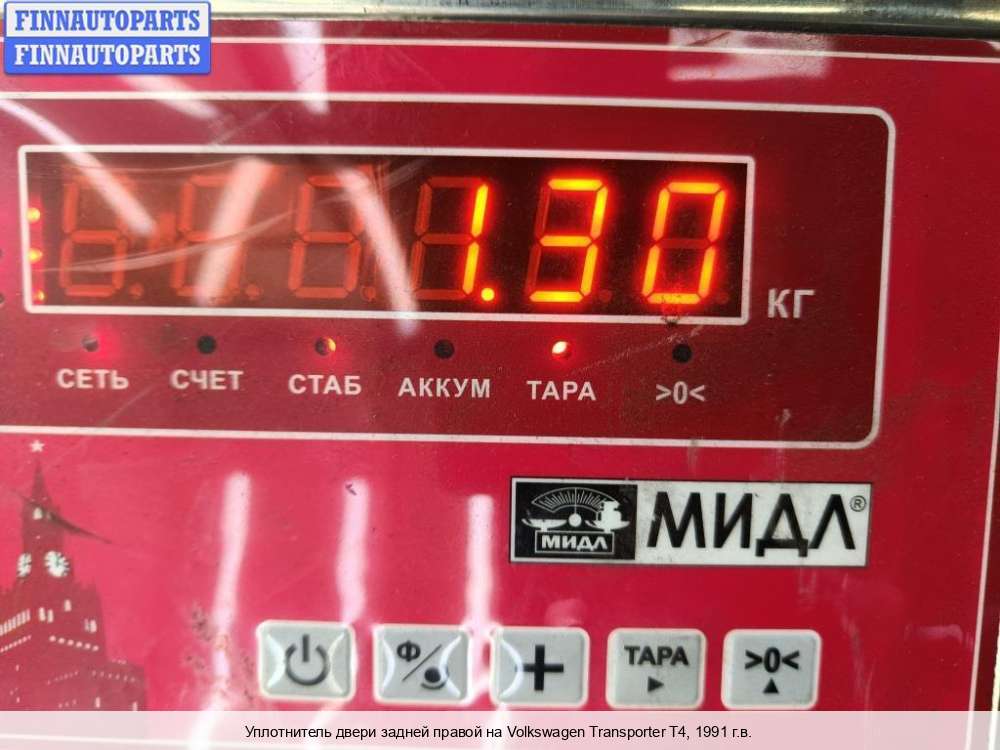 FINNAUTOPARTS
FINNAUTOPARTS
1.30
КГ
СЕТЬ СЧЕТ СТАБ АККУМ ТАРА >0<
МИДЛ МИДЛ®
Ф ТАРА >0<
Уплотнитель двери задней правой на Volkswagen Transporter T4, 1991 г.в.